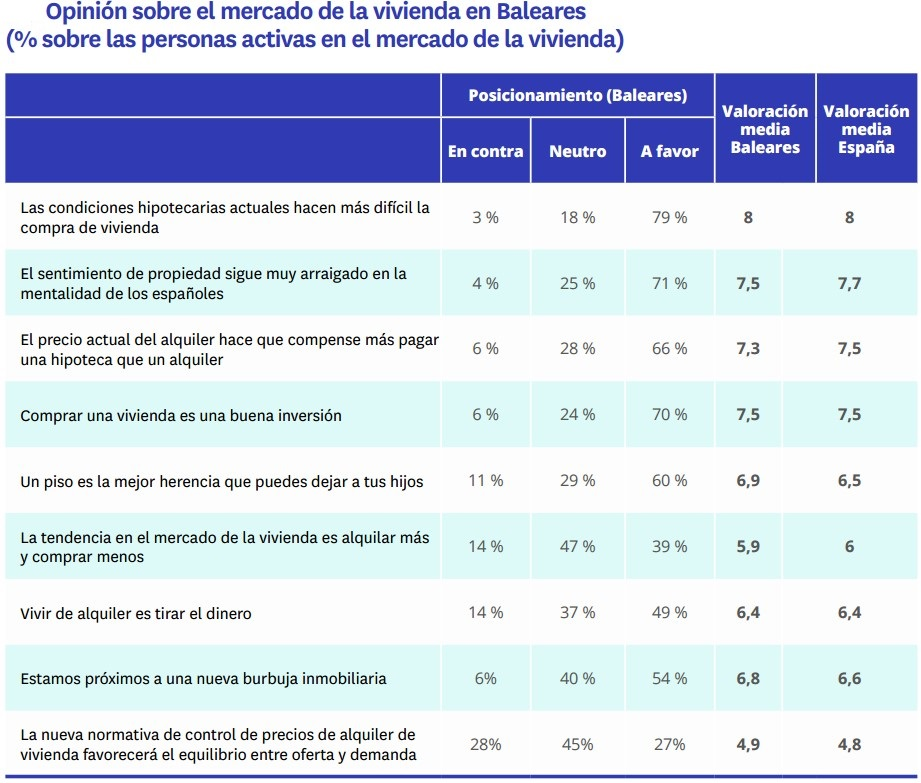 Opinión sobre el mercado de la vivienda en Baleares
(% sobre las personas activas en el mercado de la vivienda)
Posicionamiento (Baleares)
Valoración media Baleares
Valoración media España
En contra Neutro A favor
Las condiciones hipotecarias actuales hacen más difícil la
compra de vivienda
3 % 18 % 79 % 8 8
El sentimiento de propiedad sigue muy arraigado en la
mentalidad de los españoles
4 % 25 % 71 % 7,5 7,7
El precio actual del alquiler hace que compense más pagar
una hipoteca que un alquiler
6 % 28 % 66 % 7,3 7,5
Comprar una vivienda es una buena inversión 6 % 24 % 70 % 7,5 7,5
Un piso es la mejor herencia que puedes dejar a tus hijos 11 % 29 % 60 % 6,9 6,5
La tendencia en el mercado de la vivienda es alquilar más
y comprar menos
14 % 47 % 39 % 5,9 6
Vivir de alquiler es tirar el dinero 14 % 37 % 49 % 6,4 6,4
Estamos próximos a una nueva burbuja inmobiliaria 6% 40 % 54 % 6,8 6,6
La nueva normativa de control de precios de alquiler de
vivienda favorecerá el equilibrio entre oferta y demanda
28% 45% 27% 4,9 4,8